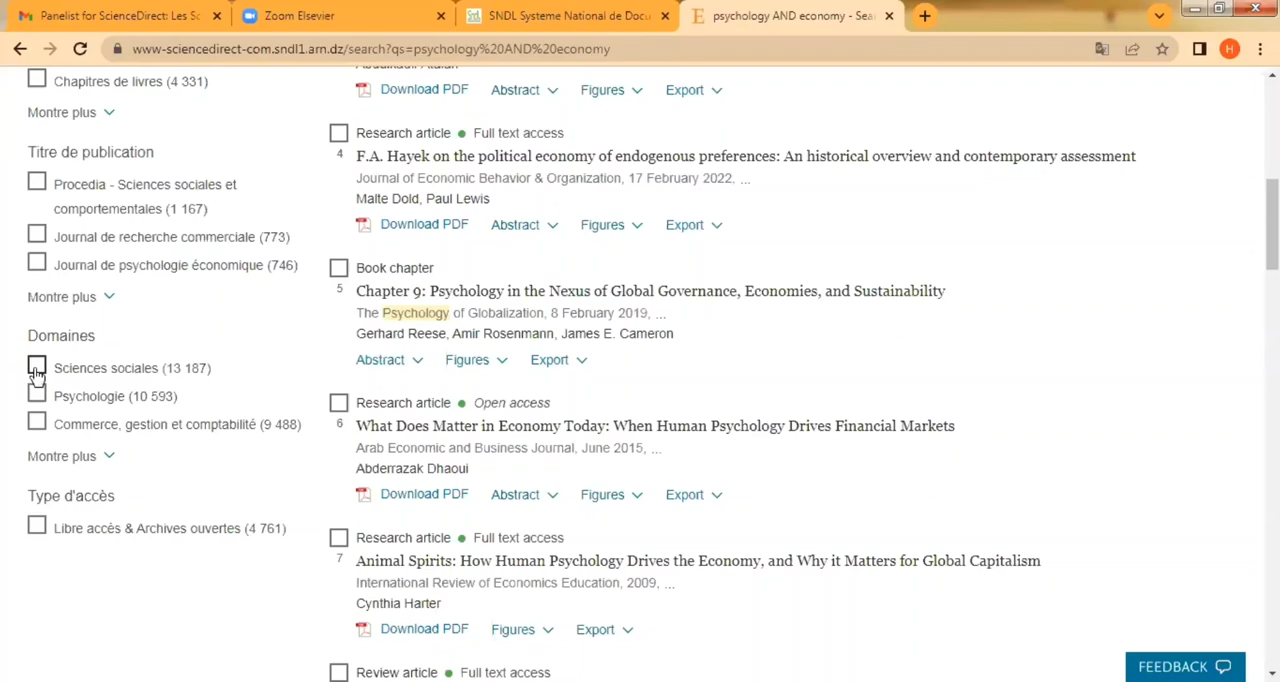 Panelist for ScienceDirect: Les Sc
Zoom Elsevier
SNDL Systeme National de Docu
psychology AND economy - Sea
www-sciencedirect-com.sndl1.arn.dz/search?qs=psychology%20AND%20economy
H
Chapitres de livres (4 331)
Montre plus
Titre de publication
Procedia - Sciences sociales et
comportementales (1 167)
Journal de recherche commerciale (773)
Journal de psychologie économique (746)
Montre plus
Domaines
Sciences sociales (13 187)
Psychologie (10 593)
Commerce, gestion et comptabilité (9 488)
Montre plus
Type d'accès
Libre accès & Archives ouvertes (4 761)
Download PDF Abstract Figures Export
Research article Full text access
4 F.A. Hayek on the political economy of endogenous preferences: An historical overview and contemporary assessment
Journal of Economic Behavior & Organization, 17 February 2022, ...
Malte Dold, Paul Lewis
Download PDF Abstract Figures Export
Book chapter
5 Chapter 9: Psychology in the Nexus of Global Governance, Economies, and Sustainability
The Psychology of Globalization, 8 February 2019, ...
Gerhard Reese, Amir Rosenmann, James E. Cameron
Abstract Figures Export
Research article Open access
6 What Does Matter in Economy Today: When Human Psychology Drives Financial Markets
Arab Economic and Business Journal, June 2015, ...
Abderrazak Dhaoui
Download PDF Abstract Figures Export
Research article Full text access
7 Animal Spirits: How Human Psychology Drives the Economy, and Why it Matters for Global Capitalism
International Review of Economics Education, 2009, ...
Cynthia Harter
Download PDF Figures Export
Review article Full text access
FEEDBACK